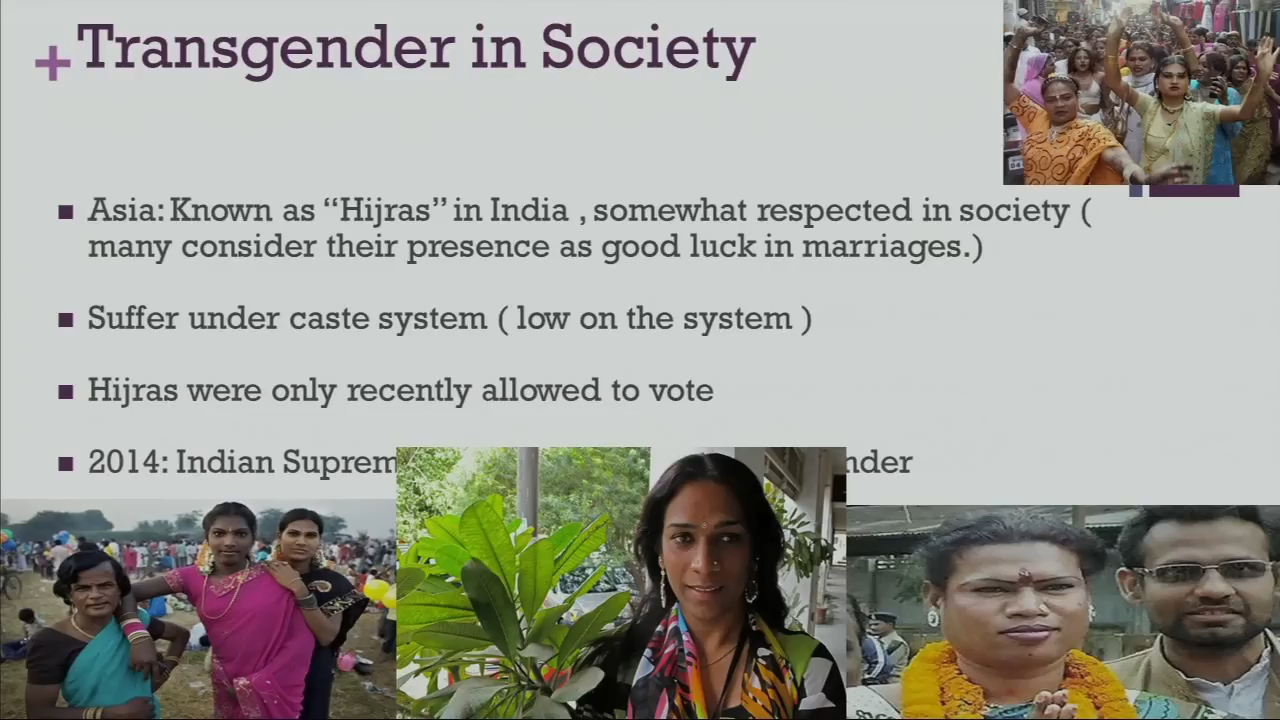 +Transgender in Society
■ Asia: Known as “Hijras” in India , somewhat respected in society (
many consider their presence as good luck in marriages.)
■ Suffer under caste system ( low on the system )
■ Hijras were only recently allowed to vote
■ 2014: Indian Suprem nder